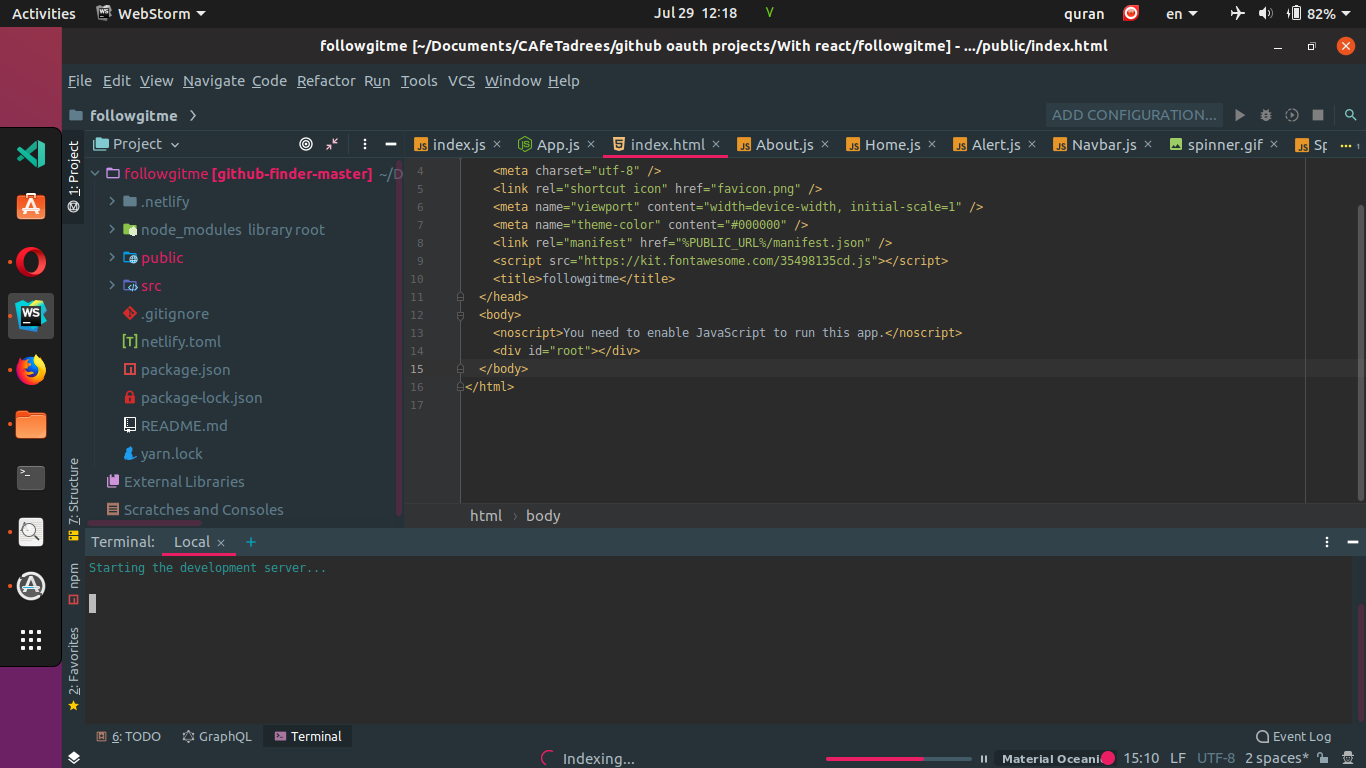 Activities WebStorm Jul 29 12:18 V quran en 82%
followgitme [~/Documents/CAfeTadrees/github oauth projects/With react/followgitme] - .../public/index.html
File Edit View Navigate Code Refactor Run Tools VCS Window Help
followgitme ADD CONFIGURATION...
1: Project
Project
index.js App.js index.html About.js Home.js Alert.js Navbar.js spinner.gif Sp
followgitme [github-finder-master] ~/D
.netlify
node_modules library root
public
src
.gitignore
netlify.toml
package.json
package-lock.json
README.md
yarn.lock
External Libraries
Scratches and Consoles
4 <meta charset="utf-8" />
5 <link rel="shortcut icon" href="favicon.png" />
6 <meta name="viewport" content="width=device-width, initial-scale=1" />
7 <meta name="theme-color" content="#000000" />
8 <link rel="manifest" href="%PUBLIC_URL%/manifest.json" />
9 <script src="https://kit.fontawesome.com/35498135cd.js"></script>
10 <title>followgitme</title>
11 </head>
12 <body>
13 <noscript>You need to enable JavaScript to run this app.</noscript>
14 <div id="root"></div>
15 </body>
16 </html>
17
html › body
7: Structure
npm
2: Favorites
Terminal: Local +
Starting the development server...
6: TODO GraphQL Terminal Event Log
Indexing... Material Oceanic 15:10 LF UTF-8 2 spaces*